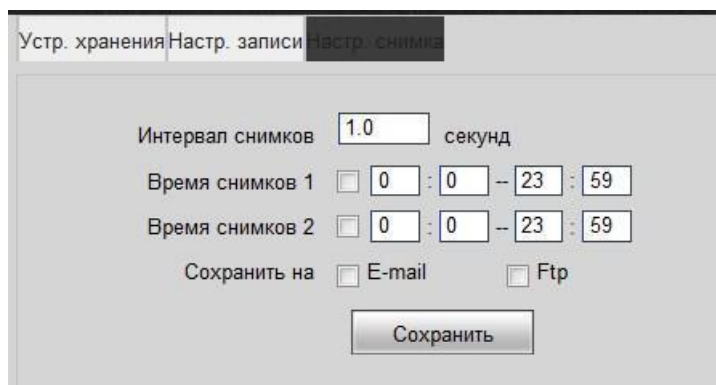 Устр. хранения Настр. записи Настр. снимка
Интервал снимков 1.0 секунд
Время снимков 1 0 : 0 -- 23 : 59
Время снимков 2 0 : 0 -- 23 : 59
Сохранить на E-mail Ftp
Сохранить